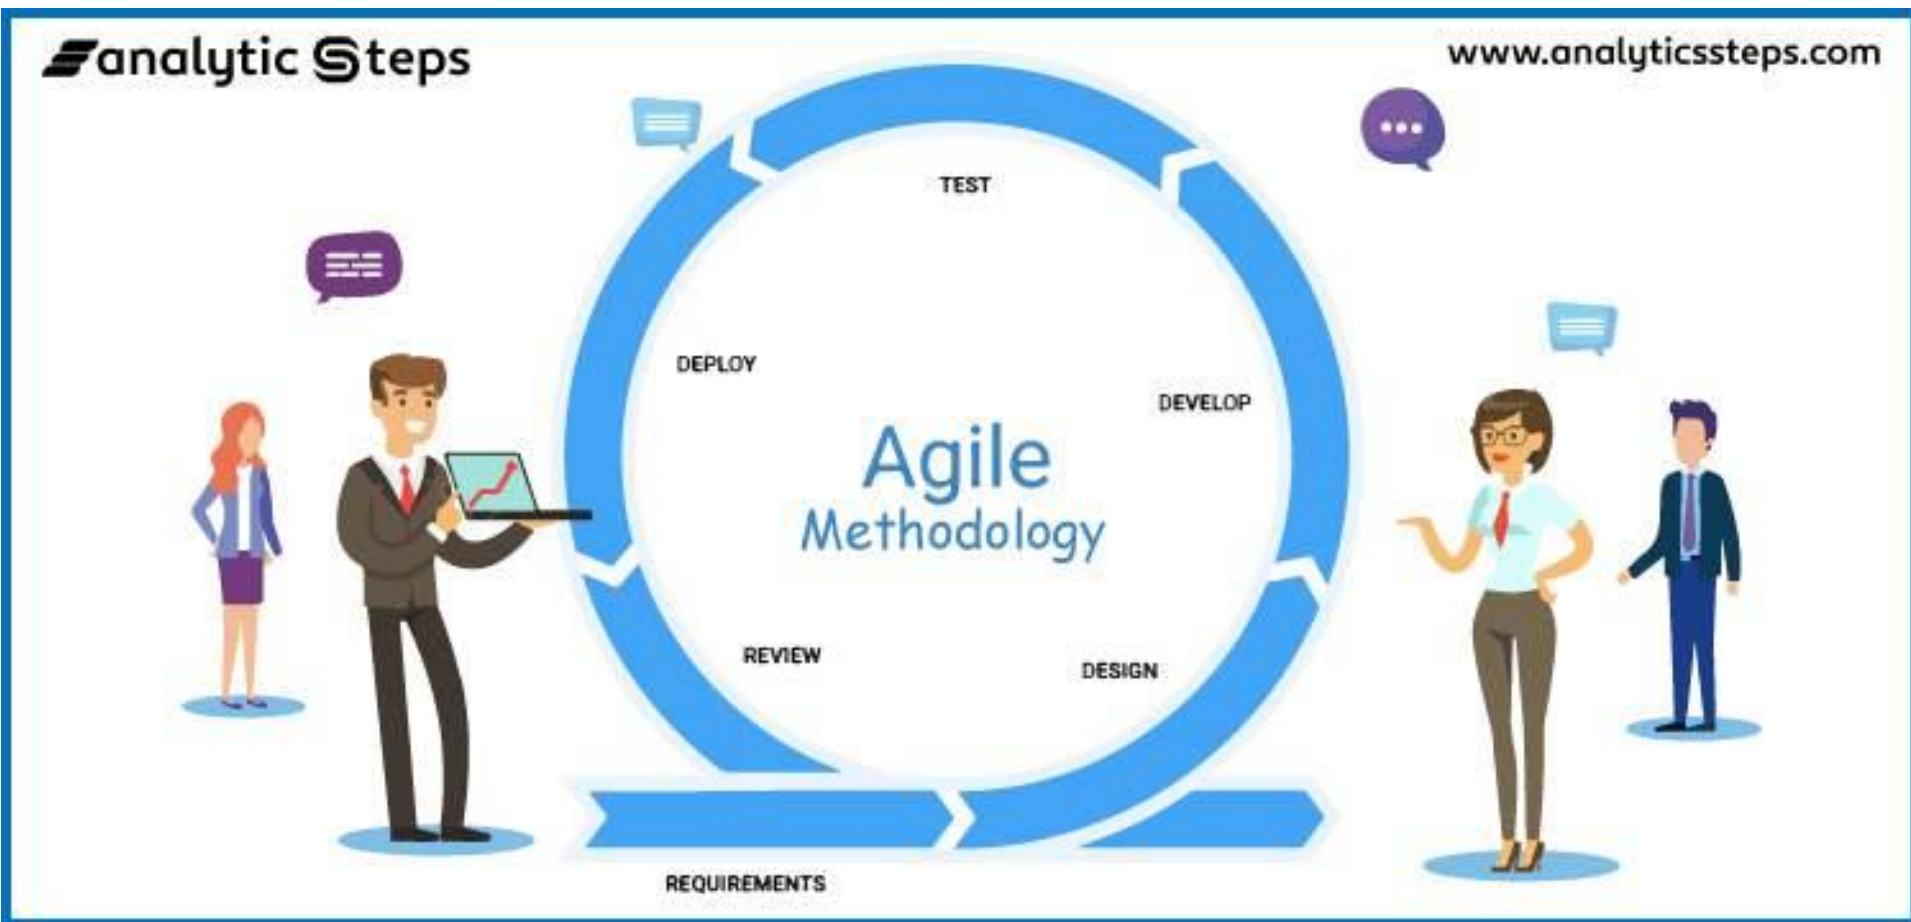 analytic Steps
www.analyticssteps.com
TEST
DEPLOY
DEVELOP
Agile
Methodology
REVIEW
DESIGN
REQUIREMENTS